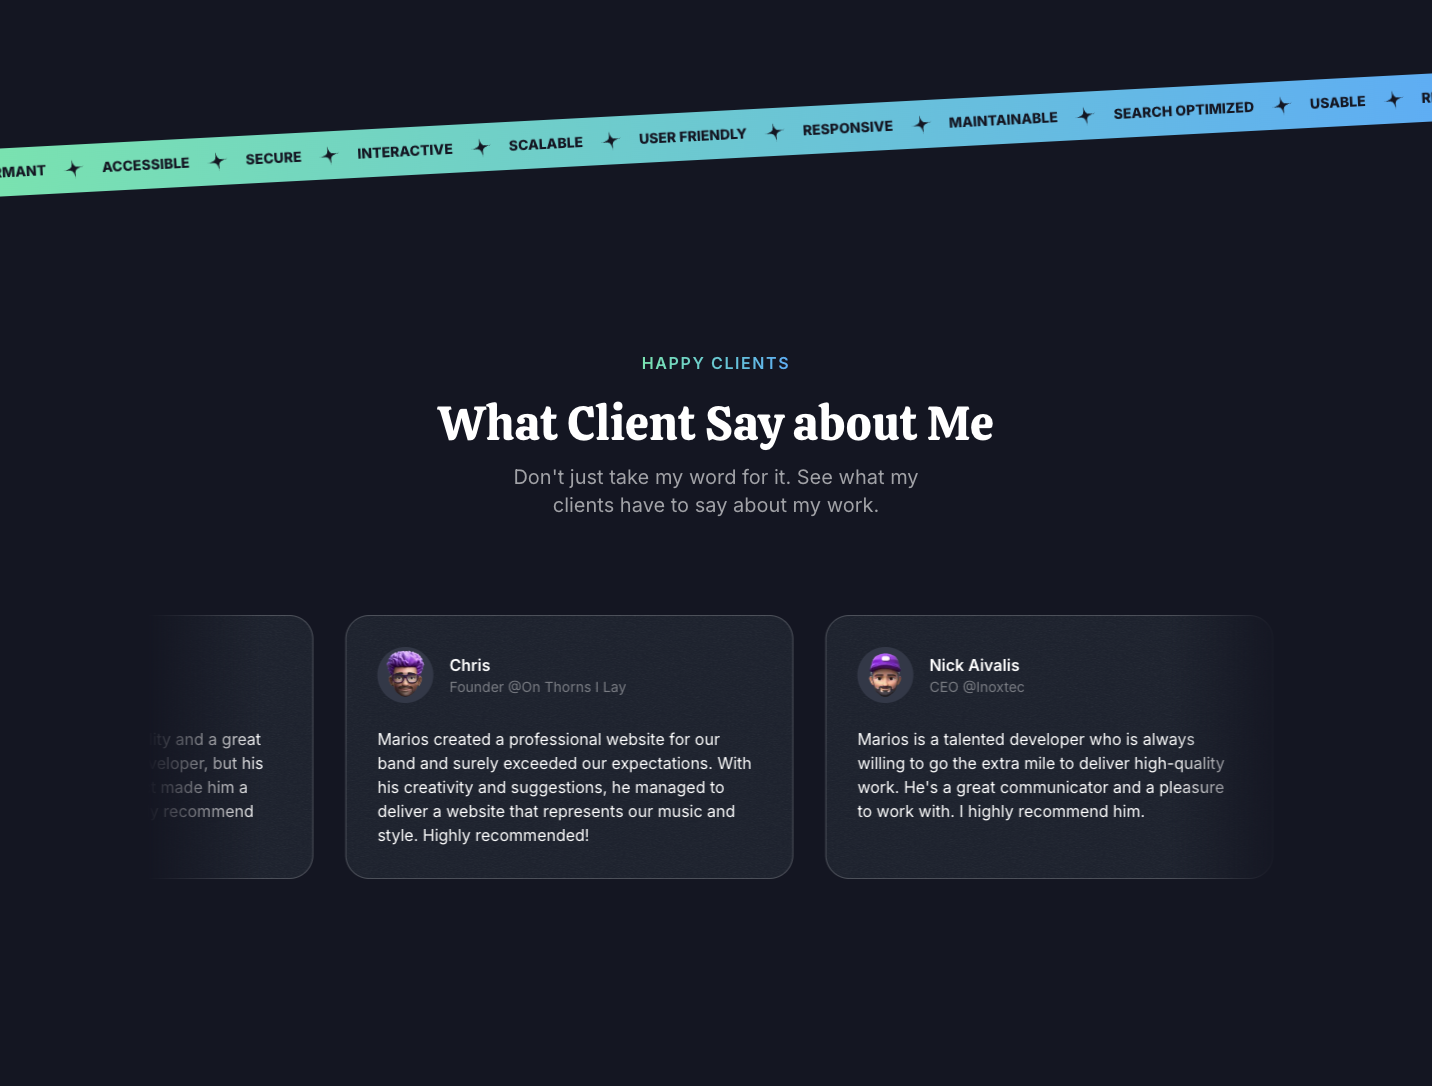 ACCESSIBLE SECURE INTERACTIVE SCALABLE USER FRIENDLY RESPONSIVE MAINTAINABLE SEARCH OPTIMIZED USABLE
HAPPY CLIENTS
What Client Say about Me
Don't just take my word for it. See what my
clients have to say about my work.
and a great
but his
made him a
recommend
Chris
Founder @On Thorns I Lay
Marios created a professional website for our
band and surely exceeded our expectations. With
his creativity and suggestions, he managed to
deliver a website that represents our music and
style. Highly recommended!
Nick Aivalis
CEO @Inoxtec
Marios is a talented developer who is always
willing to go the extra mile to deliver high-quality
work. He's a great communicator and a pleasure
to work with. I highly recommend him.